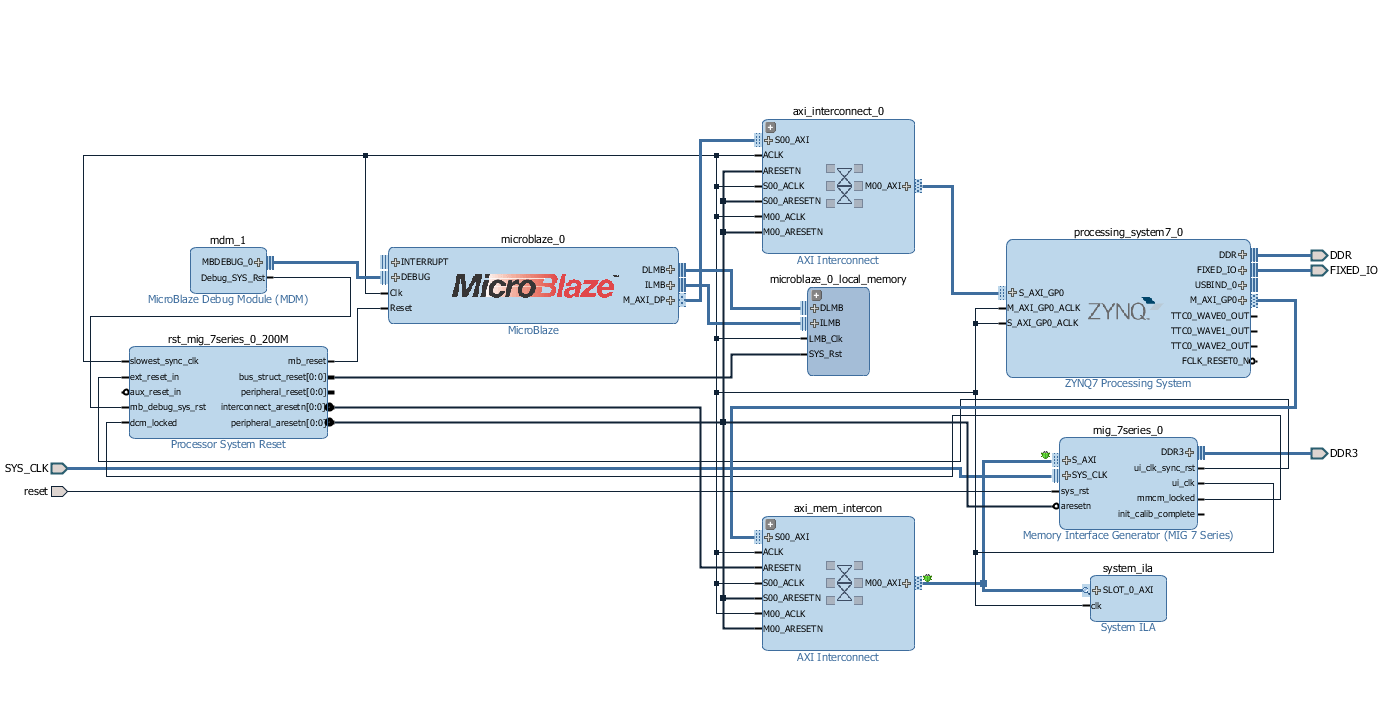 axi_interconnect_0
S00_AXI
ACLK
ARESETN
S00_ACLK
S00_ARESETN
M00_ACLK
M00_ARESETN
M00_AXI
AXI Interconnect
mdm_1
MBDEBUG_0
Debug_SYS_Rst
MicroBlaze Debug Module (MDM)
microblaze_0
INTERRUPT
DEBUG
Clk
Reset
MicroBlaze™
DLMB
ILMB
M_AXI_DP
MicroBlaze
microblaze_0_local_memory
DLMB
ILMB
LMB_Clk
SYS_Rst
processing_system7_0
S_AXI_GP0
M_AXI_GP0_ACLK
S_AXI_GP0_ACLK
ZYNQ
DDR
FIXED_IO
USBIND_0
M_AXI_GP0
TTC0_WAVE0_OUT
TTC0_WAVE1_OUT
TTC0_WAVE2_OUT
FCLK_RESET0_N
ZYNQ7 Processing System
DDR
FIXED_IO
rst_mig_7series_0_200M
slowest_sync_clk
ext_reset_in
aux_reset_in
mb_debug_sys_rst
dcm_locked
mb_reset
bus_struct_reset[0:0]
peripheral_reset[0:0]
interconnect_aresetn[0:0]
peripheral_aresetn[0:0]
Processor System Reset
SYS_CLK
reset
mig_7series_0
S_AXI
SYS_CLK
sys_rst
aresetn
DDR3
ui_clk_sync_rst
ui_clk
mmcm_locked
init_calib_complete
Memory Interface Generator (MIG 7 Series)
DDR3
axi_mem_intercon
S00_AXI
ACLK
ARESETN
S00_ACLK
S00_ARESETN
M00_ACLK
M00_ARESETN
M00_AXI
AXI Interconnect
system_ila
SLOT_0_AXI
clk
System ILA